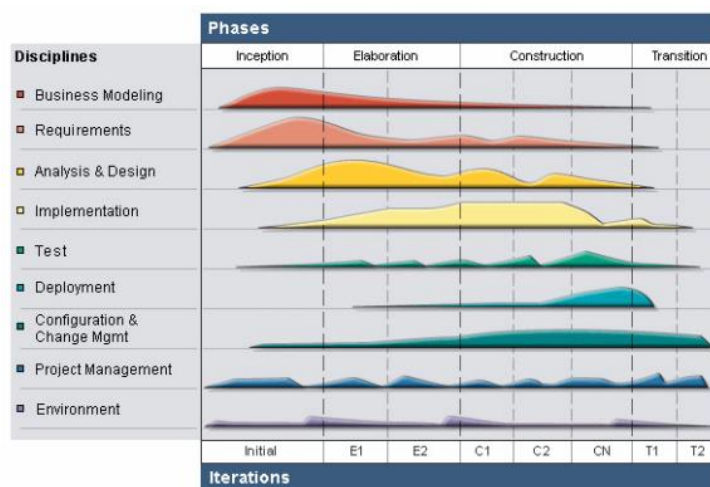 Phases
Disciplines
Inception Elaboration Construction Transition
Business Modeling
Requirements
Analysis & Design
Implementation
Test
Deployment
Configuration &
Change Mgmt
Project Management
Environment
Initial E1 E2 C1 C2 CN T1 T2
Iterations